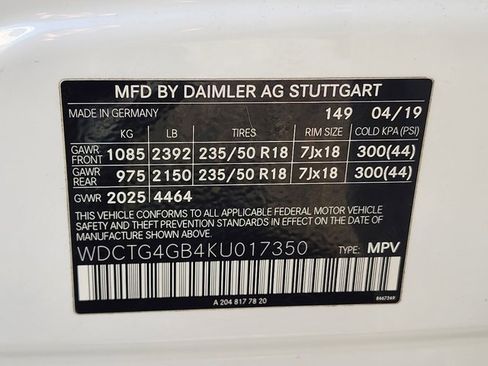 MFD BY DAIMLER AG STUTTGART
MADE IN GERMANY 149 04/19
KG LB TIRES RIM SIZE COLD KPA (PSI)
GAWR FRONT 1085 2392 235/50 R18 7Jx18 300(44)
GAWR REAR 975 2150 235/50 R18 7Jx18 300(44)
GVWR 2025 4464
THIS VEHICLE CONFORMS TO ALL APPLICABLE FEDERAL MOTOR VEHICLE
SAFETY AND THEFT PREVENTION STANDARDS IN EFFECT ON THE DATE
OF MANUFACTURE SHOWN ABOVE.
WDCTG4GB4KU017350 TYPE: MPV
A 204 817 78 20